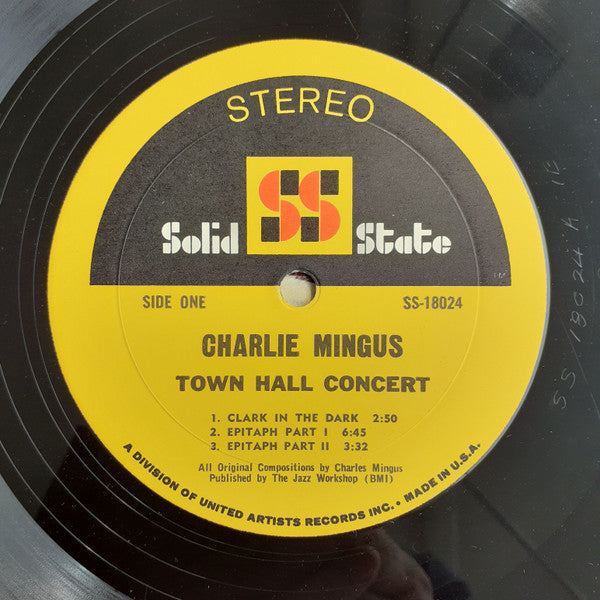 STEREO
SS
Solid State
SIDE ONE SS-18024
CHARLIE MINGUS
TOWN HALL CONCERT
1. CLARK IN THE DARK 2:50
2. EPITAPH PART I 6:45
3. EPITAPH PART II 3:32
All Original Compositions by Charles Mingus
Published by The Jazz Workshop (BMI)
A DIVISION OF UNITED ARTISTS RECORDS INC. • MADE IN U.S.A.